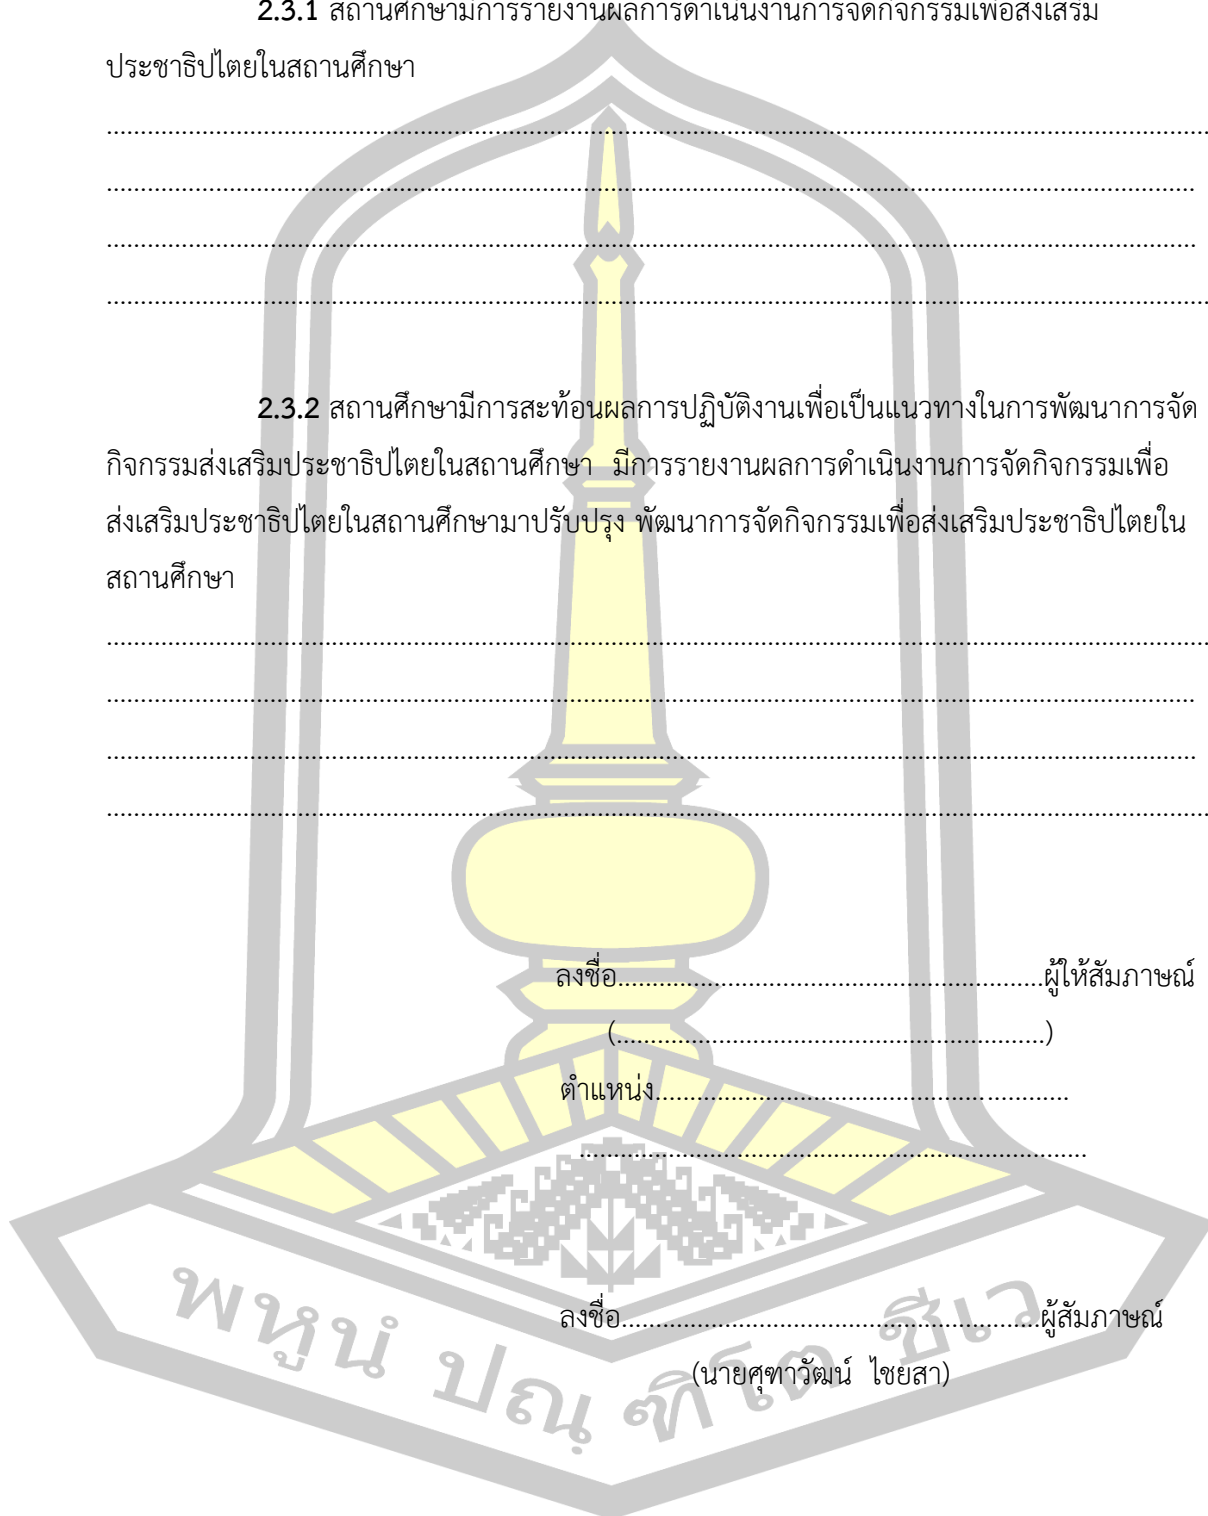 2.3.1 สถานศึกษามีการรายงานผลการดำเนินงานการจัดกิจกรรมเพื่อส่งเสริม
ประชาธิปไตยในสถานศึกษา
................................................................................................................................
................................................................................................................................
................................................................................................................................
................................................................................................................................
2.3.2 สถานศึกษามีการสะท้อนผลการปฏิบัติงานเพื่อเป็นแนวทางในการพัฒนาการจัด
กิจกรรมส่งเสริมประชาธิปไตยในสถานศึกษา มีการรายงานผลการดำเนินงานการจัดกิจกรรมเพื่อ
ส่งเสริมประชาธิปไตยในสถานศึกษามาปรับปรุง พัฒนาการจัดกิจกรรมเพื่อส่งเสริมประชาธิปไตยใน
สถานศึกษา
................................................................................................................................
................................................................................................................................
................................................................................................................................
................................................................................................................................
ลงชื่อ..............................................................ผู้ให้สัมภาษณ์
(..............................................................)
ตำแหน่ง............................................................
..........................................................................
ลงชื่อ.............................................................ผู้สัมภาษณ์
(นายศุฑาวัฒน์ ไชยสา)
พหูนํ ปณฺฑิโต ชีเว